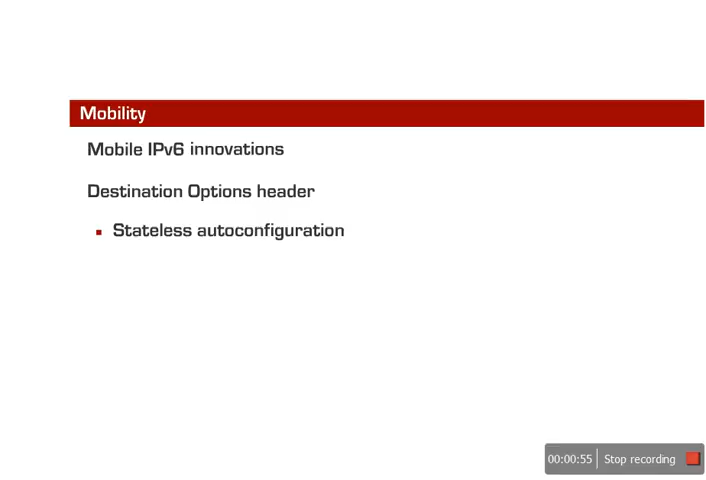 Mobility
Mobile IPv6 innovations
Destination Options header
Stateless autoconfiguration
00:00:55 Stop recording